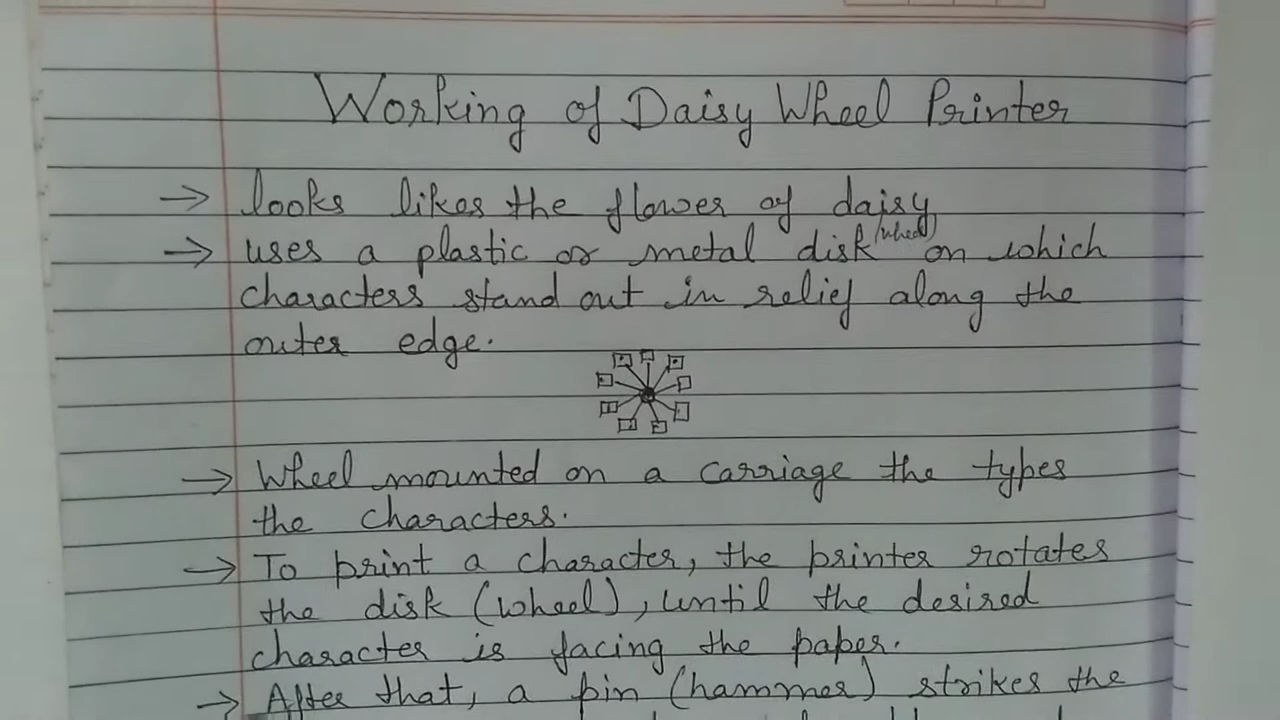 Working of Daisy Wheel Printer
→ looks likes the flower of daisy
→ uses a plastic or metal disk (wheel) on which
characters stand out in relief along the
outer edge.
→ Wheel mounted on a carriage the types
the characters.
→ To print a character, the printer rotates
the disk (wheel), until the desired
character is facing the paper.
→ After that, a pin (hammer) strikes the